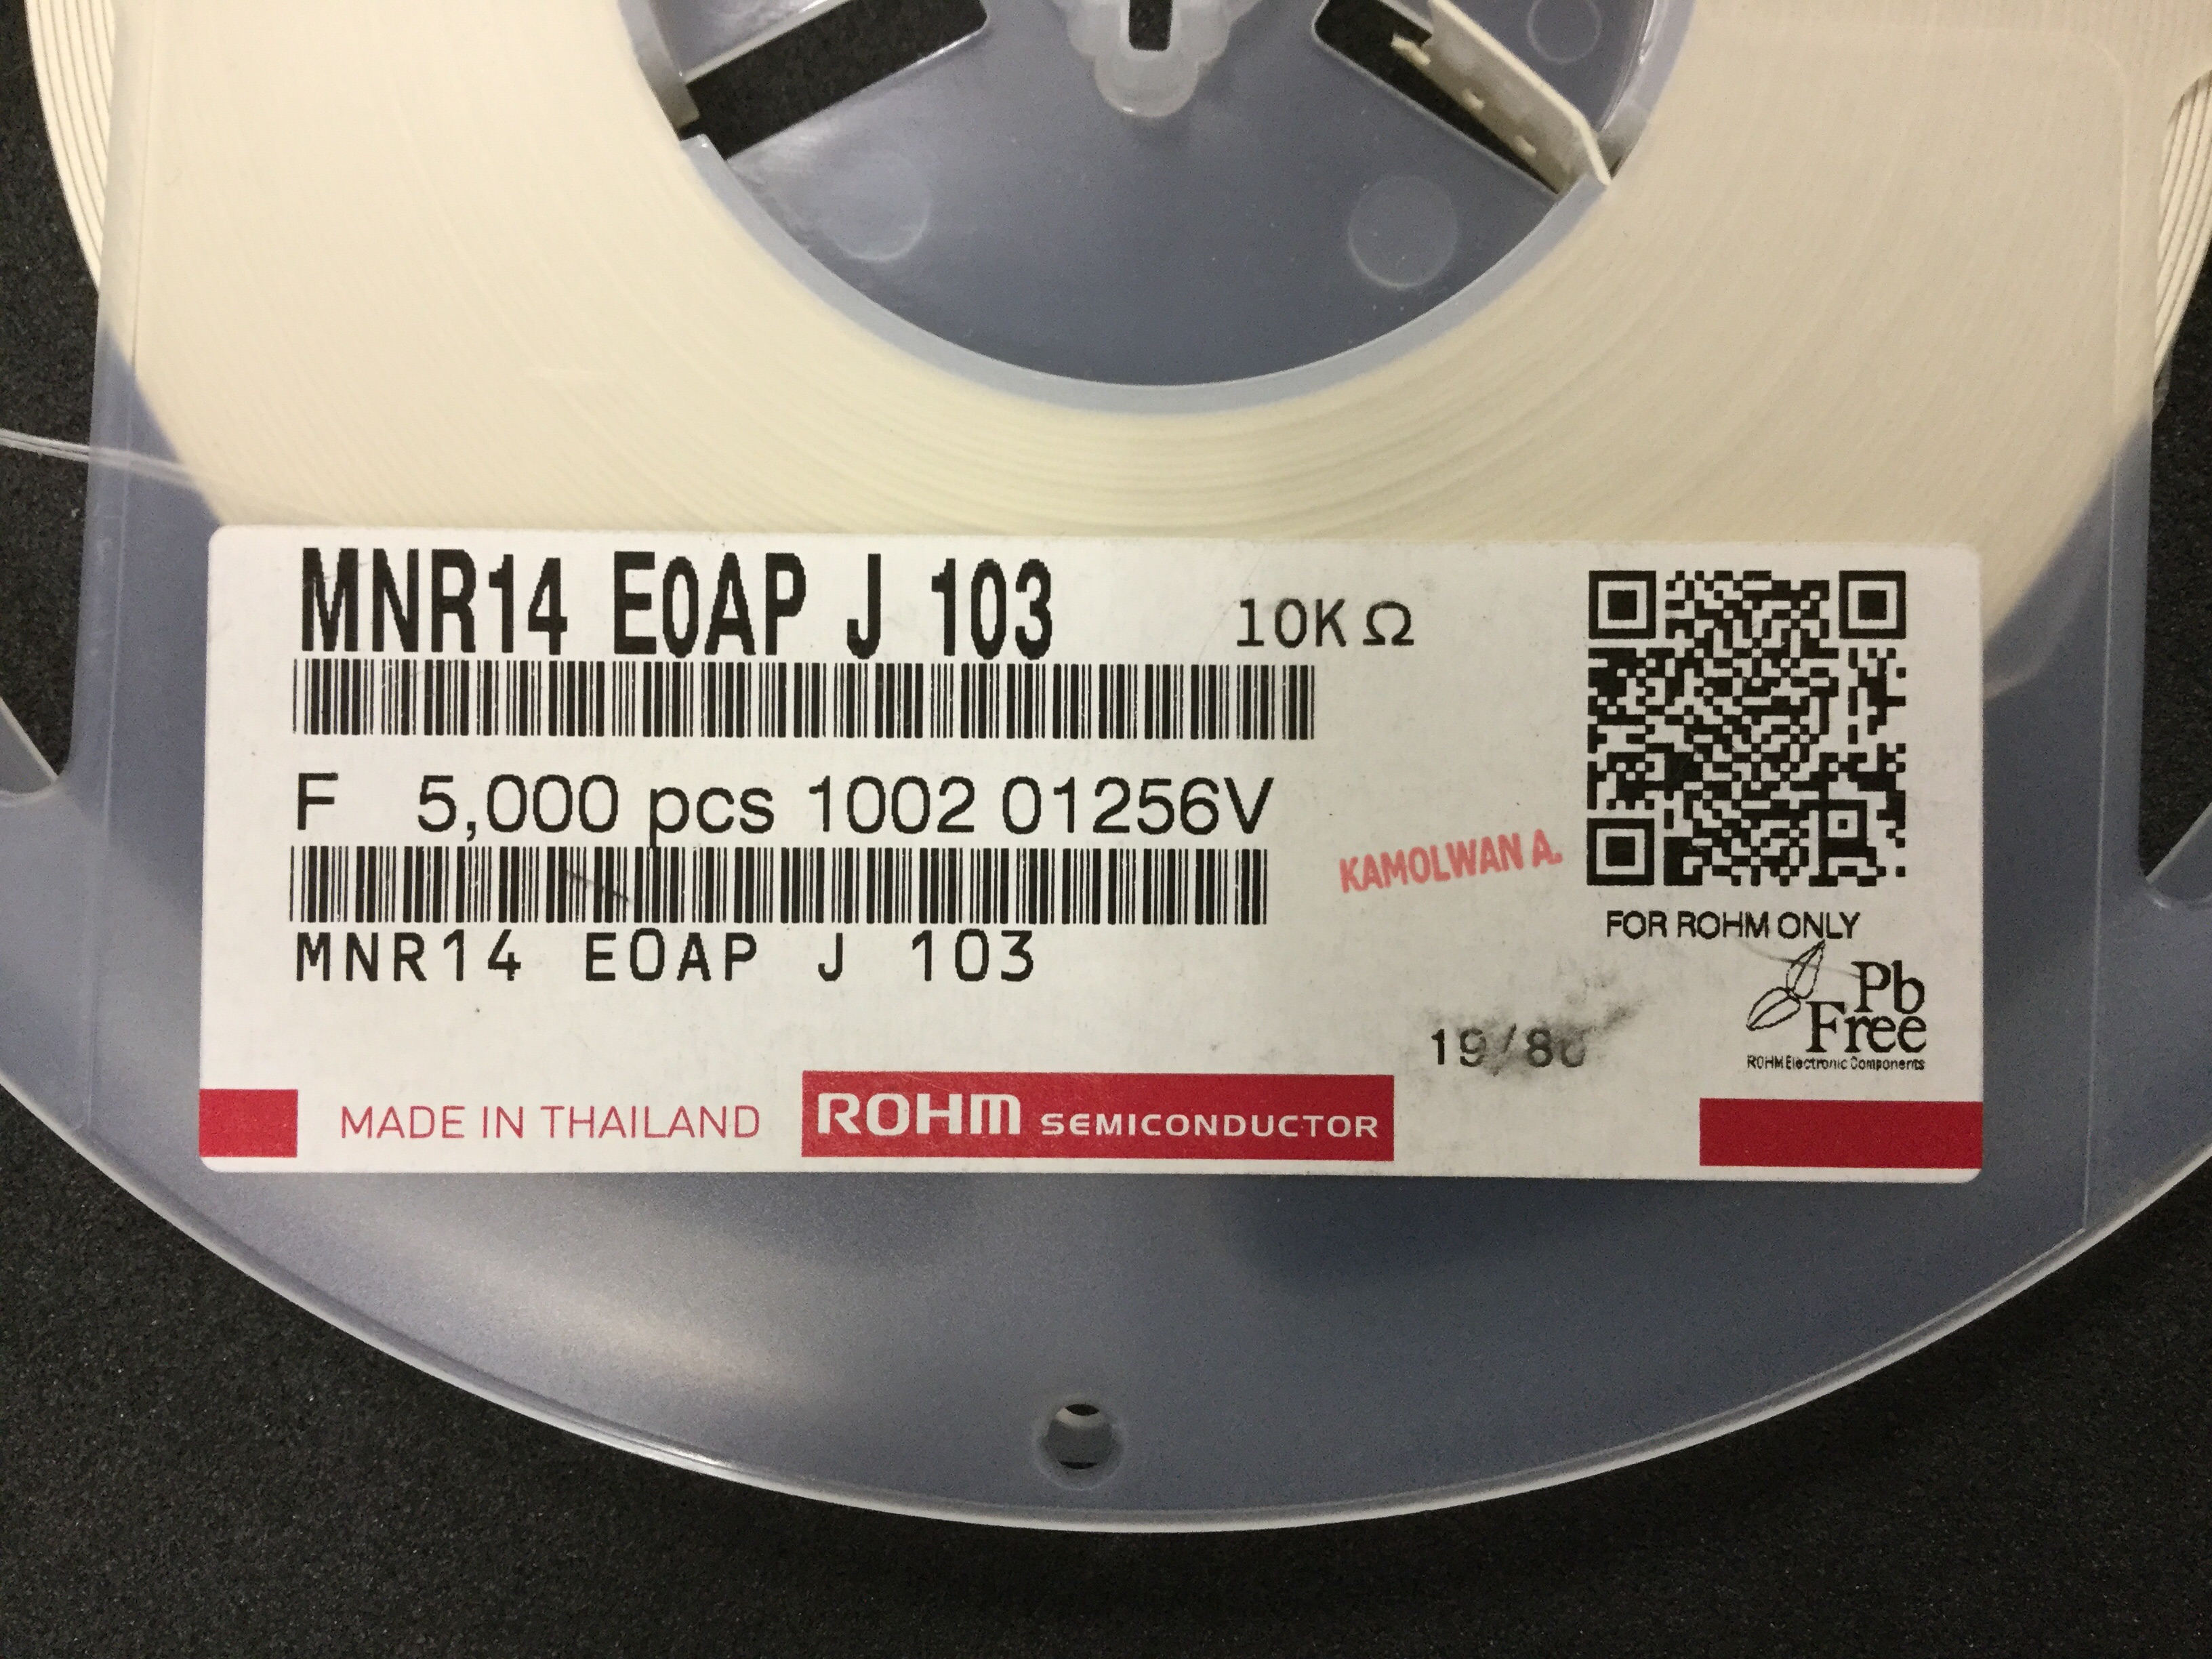 MNR14 E0AP J 103
10KΩ
F 5,000 pcs 1002 01256V
KAMOLWAN A.
MNR14 E0AP J 103
FOR ROHM ONLY
Pb
Free
ROHM Electronic Components
MADE IN THAILAND
ROHM SEMICONDUCTOR